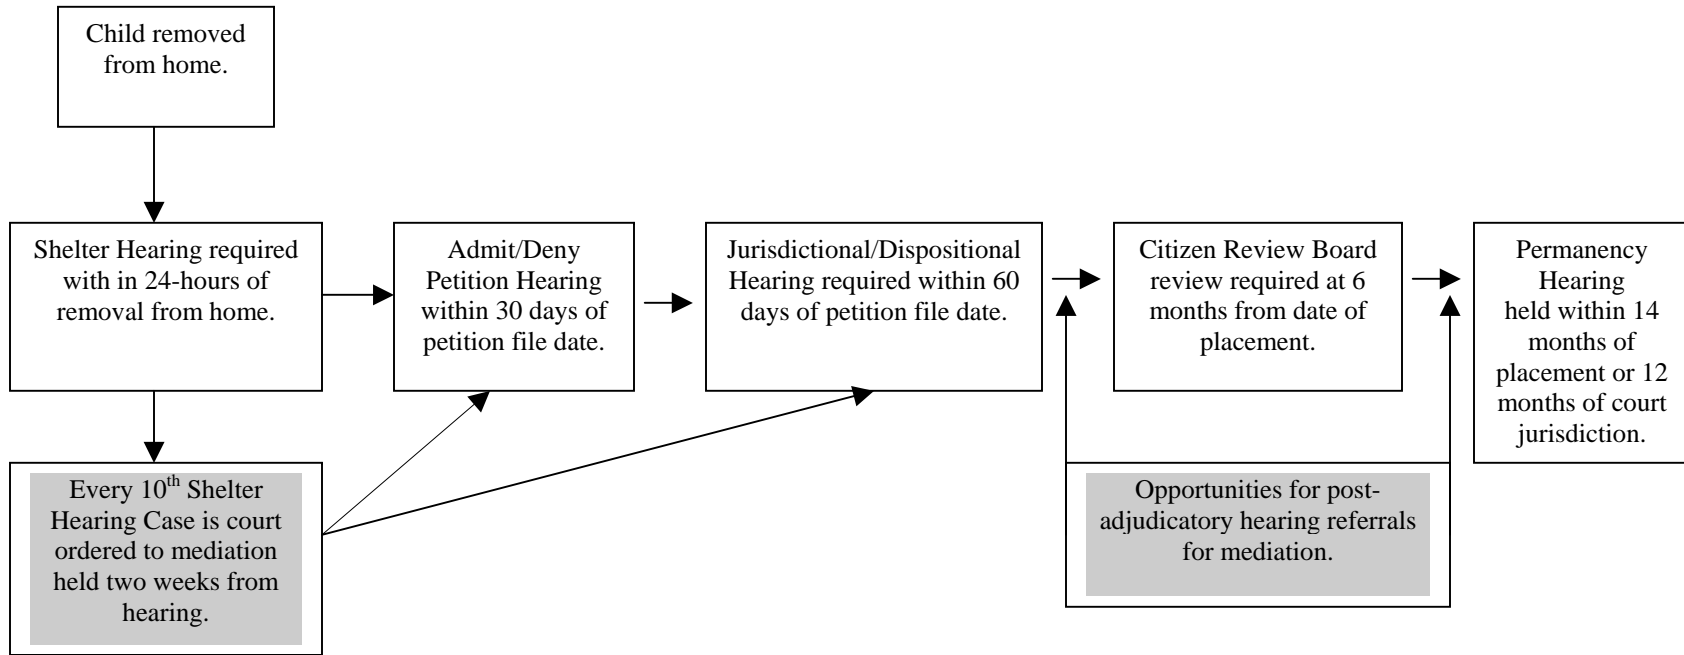 Child removed
from home.
Shelter Hearing required
with in 24-hours of
removal from home.
Admit/Deny
Petition Hearing
within 30 days of
petition file date.
Jurisdictional/Dispositional
Hearing required within 60
days of petition file date.
Citizen Review Board
review required at 6
months from date of
placement.
Permanency
Hearing
held within 14
months of
placement or 12
months of court
jurisdiction.
Every 10th Shelter
Hearing Case is court
ordered to mediation
held two weeks from
hearing.
Opportunities for post-
adjudicatory hearing referrals
for mediation.